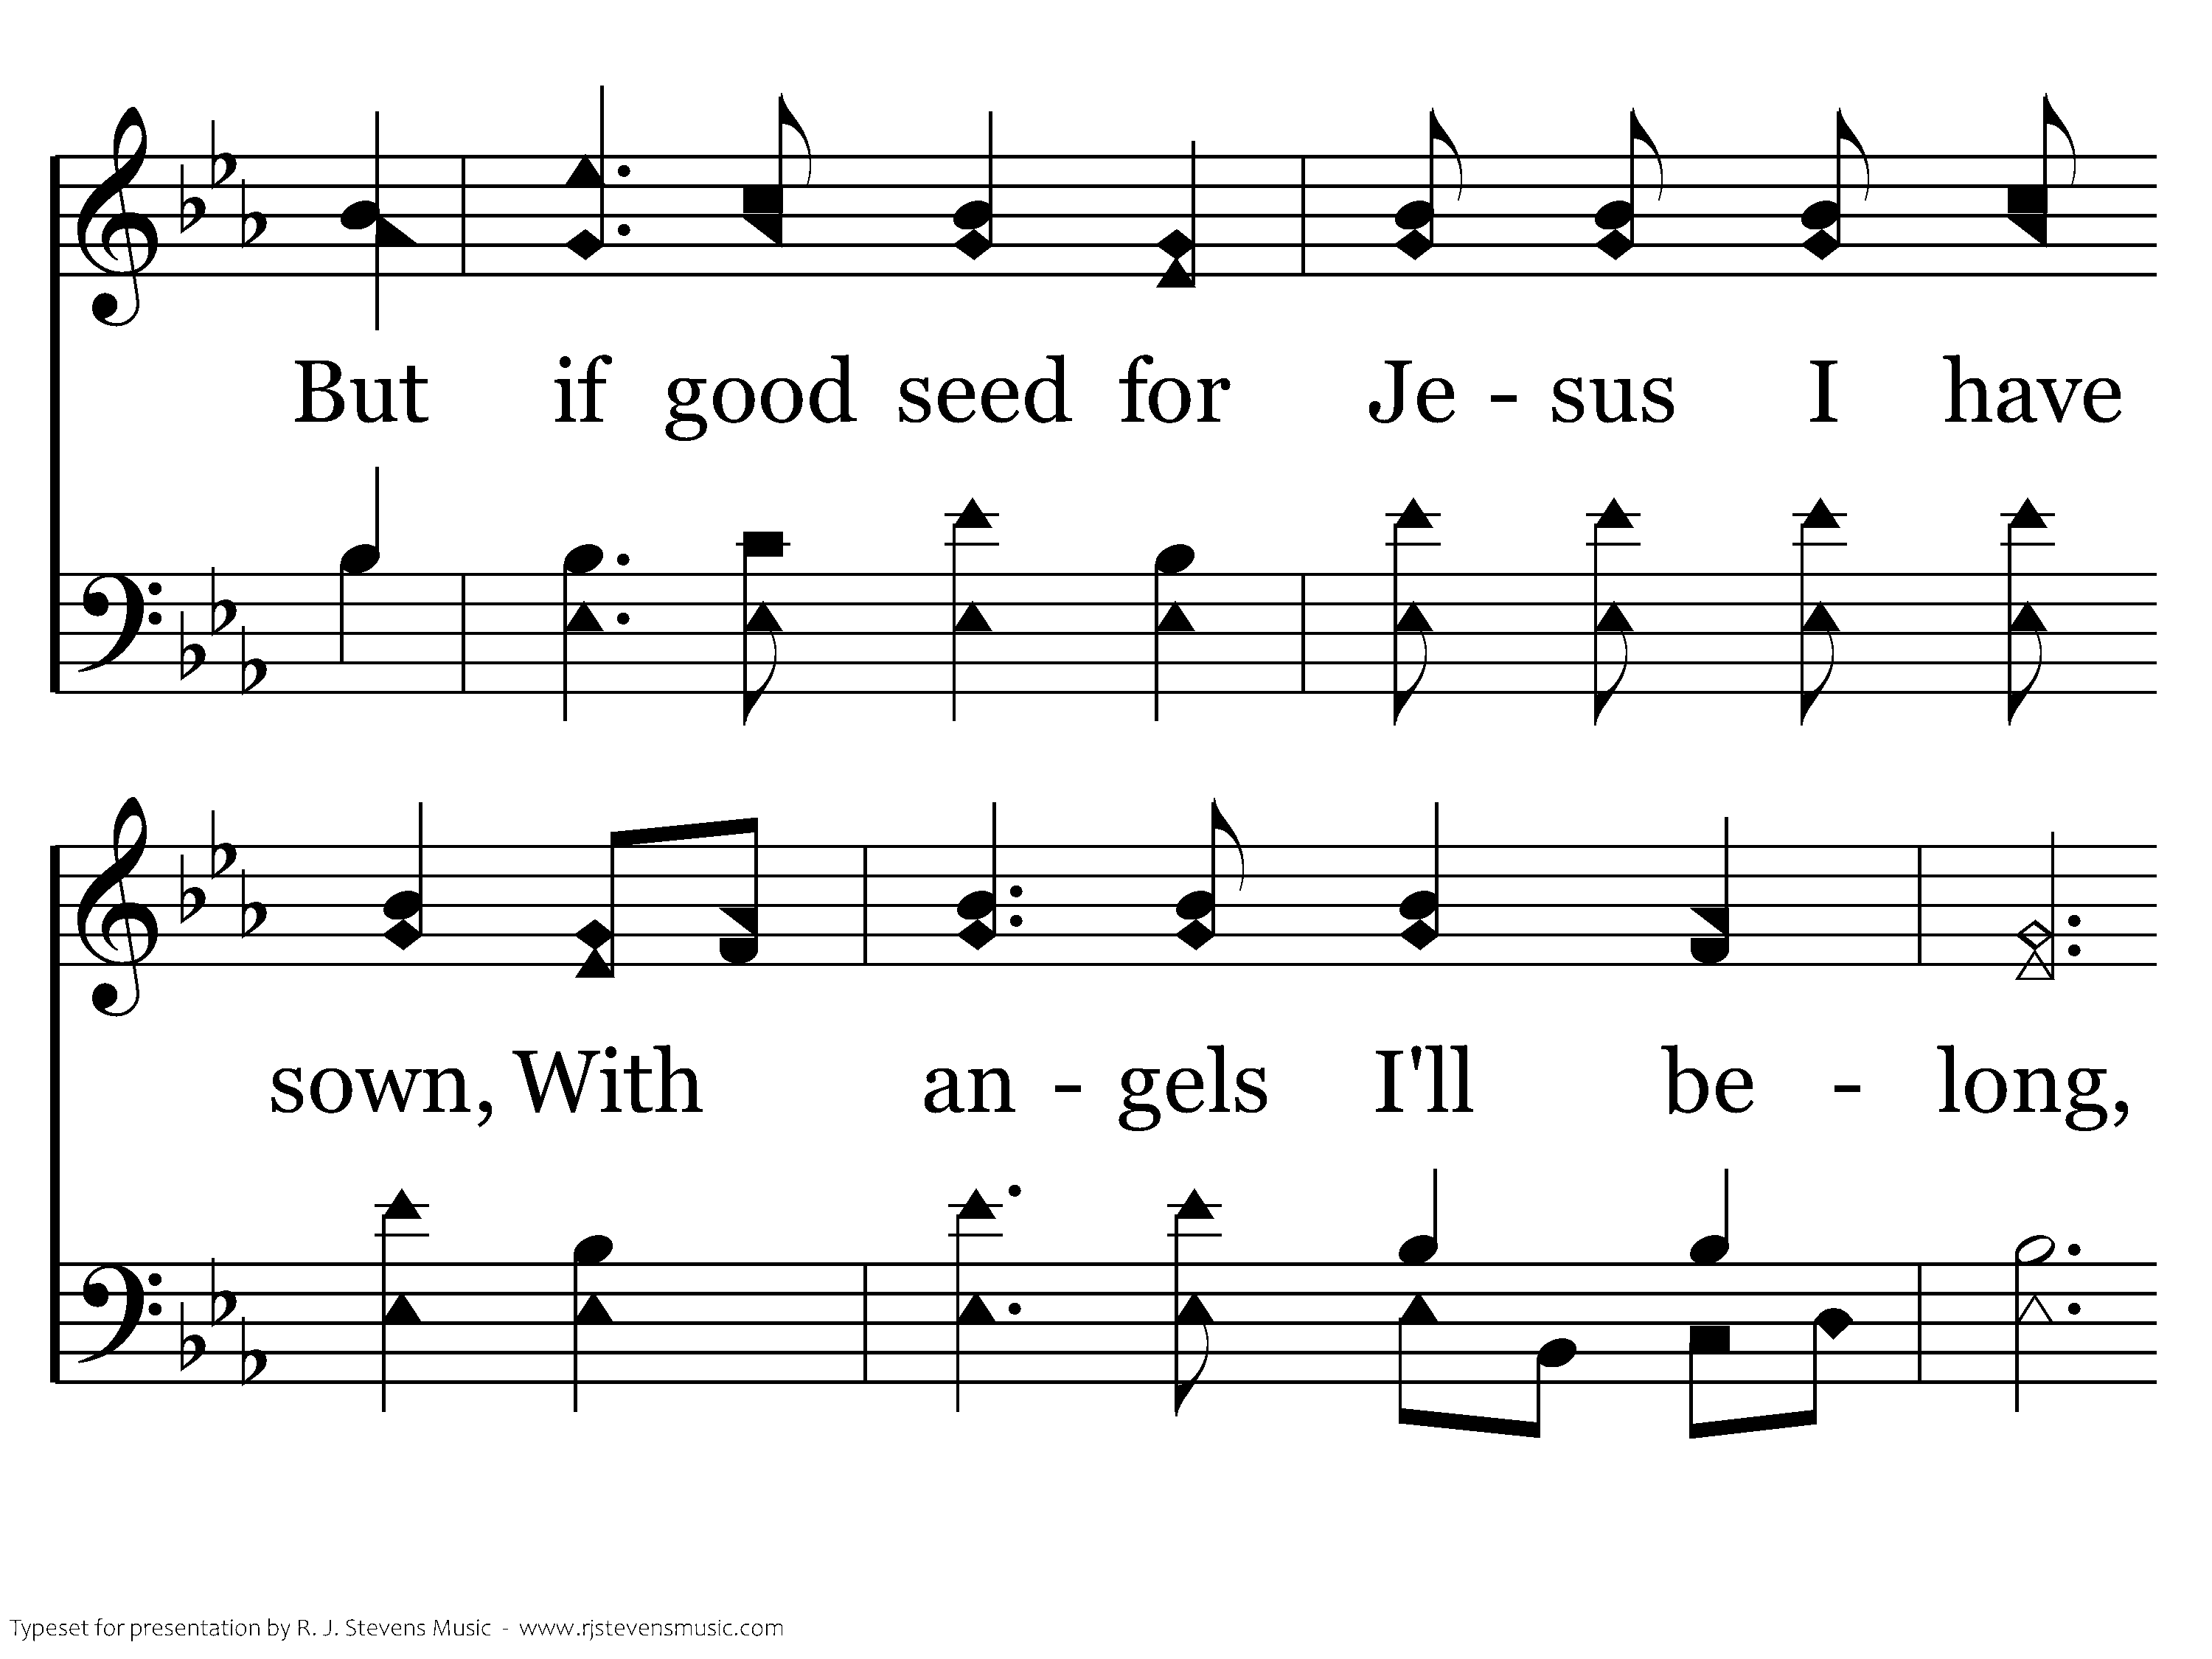 But if good seed for Je - sus I have
sown, With an - gels I'll be - long,
Typeset for presentation by R. J. Stevens Music - www.rjstevensmusic.com